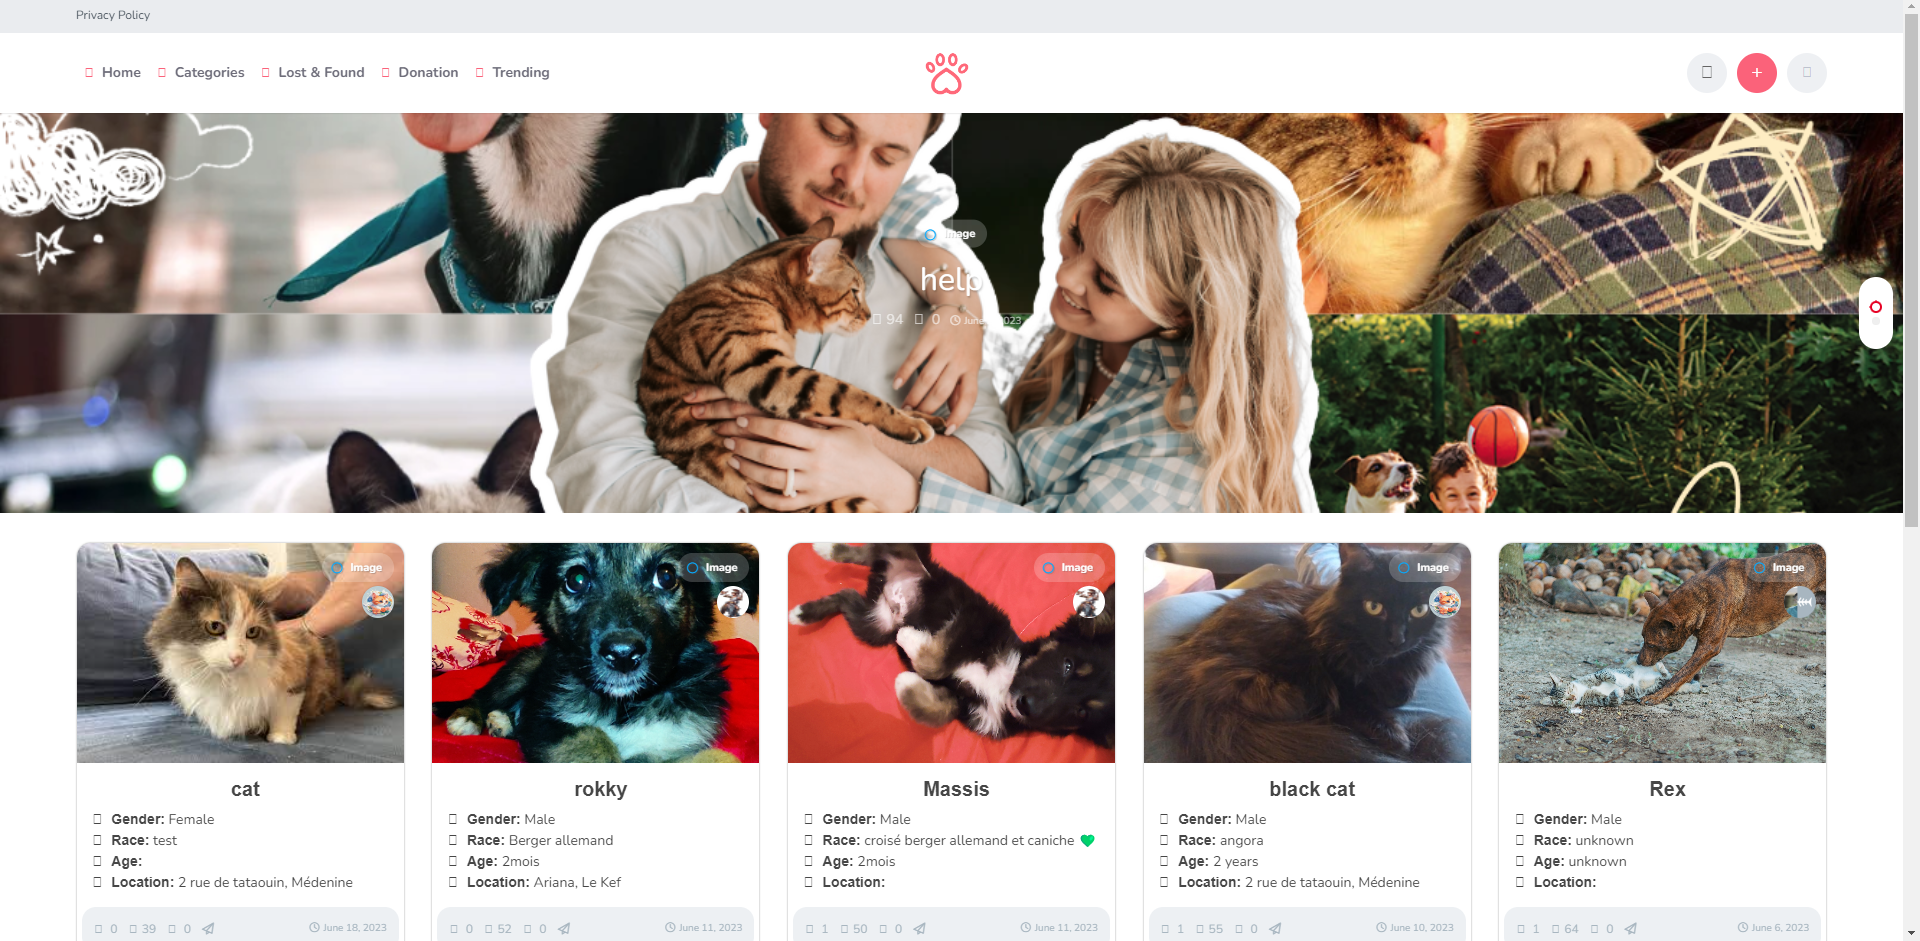 Privacy Policy
Home Categories Lost & Found Donation Trending
+
Image
help
94 0 June 2023
Image
Image
Image
Image
Image
cat
Gender: Female
Race: test
Age:
Location: 2 rue de tataouin, Médenine
0 39 0 June 18, 2023
rokky
Gender: Male
Race: Berger allemand
Age: 2mois
Location: Ariana, Le Kef
0 52 0 June 11, 2023
Massis
Gender: Male
Race: croisé berger allemand et caniche 💚
Age: 2mois
Location:
1 50 0 June 11, 2023
black cat
Gender: Male
Race: angora
Age: 2 years
Location: 2 rue de tataouin, Médenine
1 55 0 June 10, 2023
Rex
Gender: Male
Race: unknown
Age: unknown
Location:
1 64 0 June 6, 2023